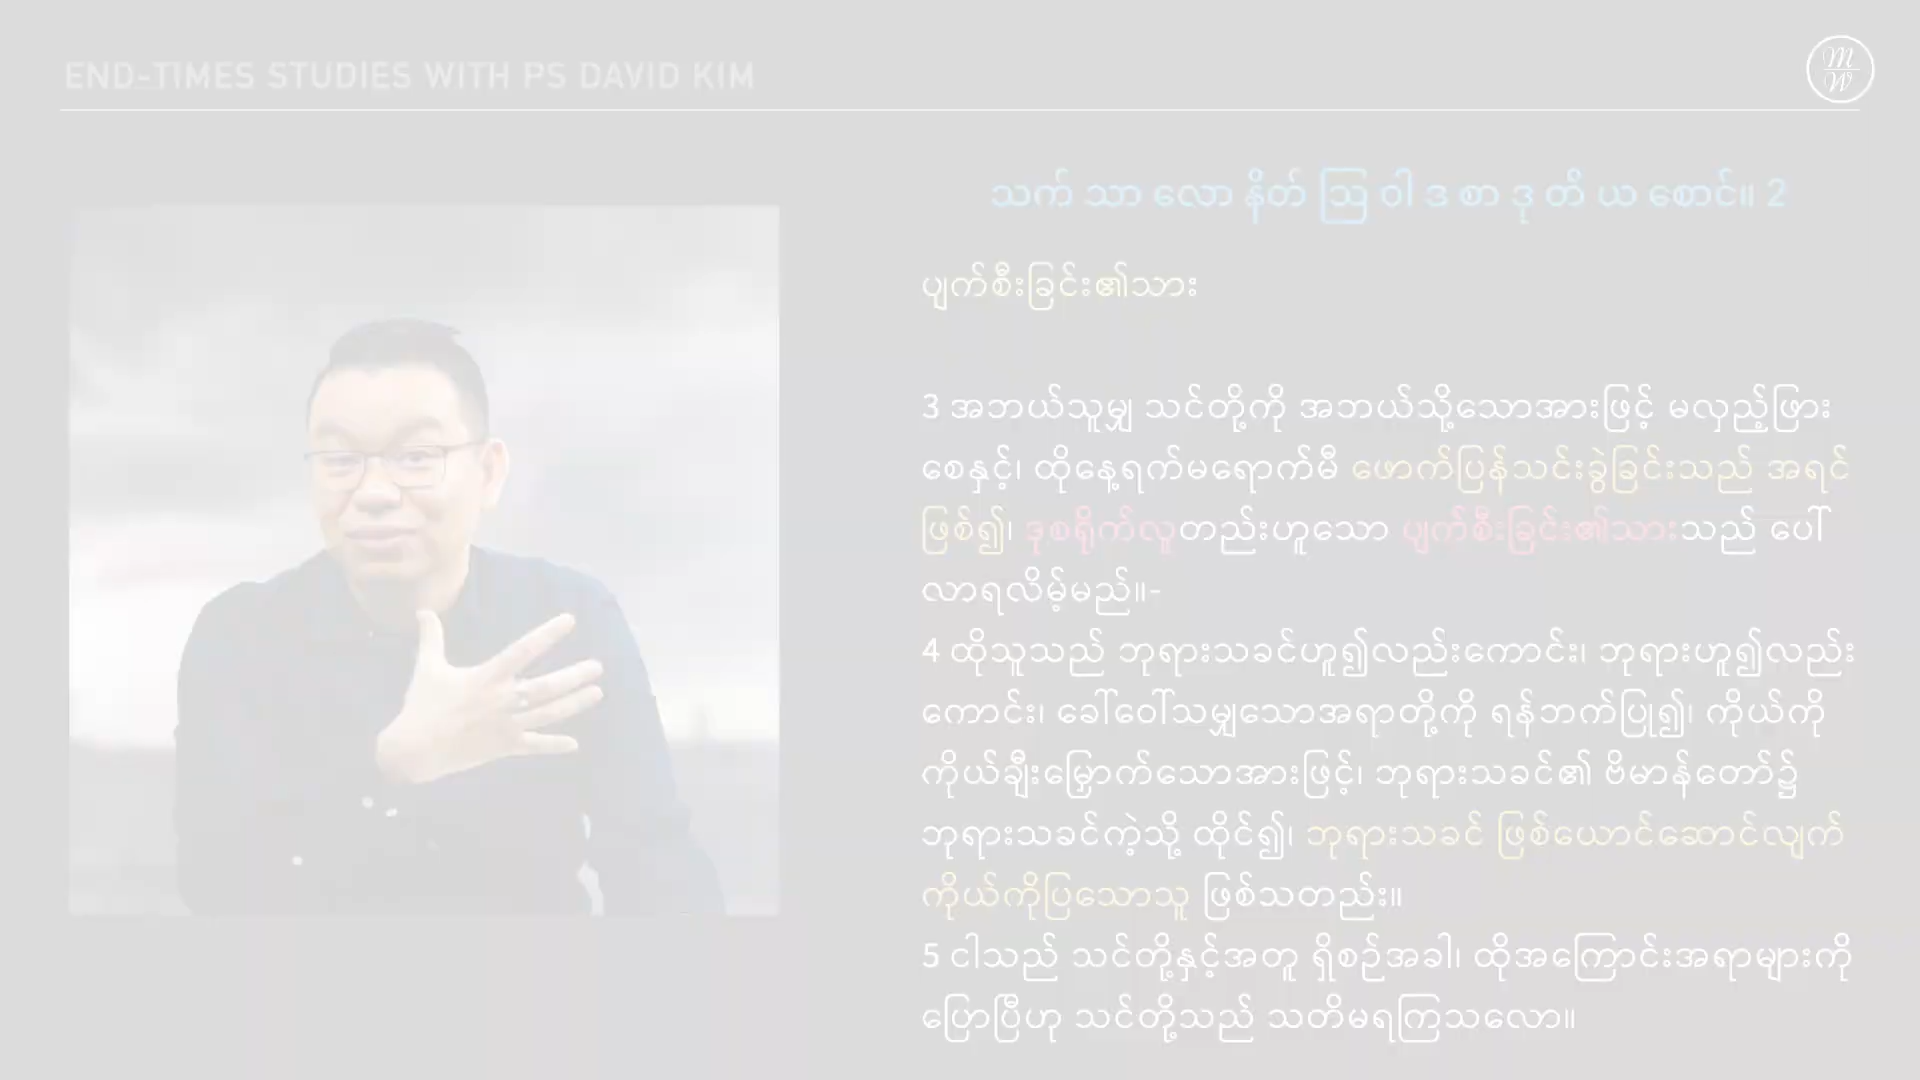 END-TIMES STUDIES WITH PS DAVID KIM
M
W
သက် သာ လော နိတ် ဩ ဝါ ဒ စာ ဒု တိ ယ စောင်။ 2
ပျက်စီးခြင်း၏သား
3 အဘယ်သူမျှ သင်တို့ကို အဘယ်သို့သောအားဖြင့် မလှည့်ဖြား
စေနှင့်၊ ထိုနေ့ရက်မရောက်မီ ဖောက်ပြန်သင်းခွဲခြင်းသည် အရင်
ဖြစ်၍၊ ဒုစရိုက်လူတည်းဟူသော ပျက်စီးခြင်း၏သားသည် ပေါ်
လာရလိမ့်မည်။-
4 ထိုသူသည် ဘုရားသခင်ဟူ၍လည်းကောင်း၊ ဘုရားဟူ၍လည်း
ကောင်း၊ ခေါ်ဝေါ်သမျှသောအရာတို့ကို ရန်ဘက်ပြု၍၊ ကိုယ်ကို
ကိုယ်ချီးမြှောက်သောအားဖြင့်၊ ဘုရားသခင်၏ ဗိမာန်တော်၌
ဘုရားသခင်ကဲ့သို့ ထိုင်၍၊ ဘုရားသခင် ဖြစ်ယောင်ဆောင်လျက်
ကိုယ်ကိုပြသောသူ ဖြစ်သတည်း။
5 ငါသည် သင်တို့နှင့်အတူ ရှိစဉ်အခါ၊ ထိုအကြောင်းအရာများကို
ပြောပြီဟု သင်တို့သည် သတိမရကြသလော။